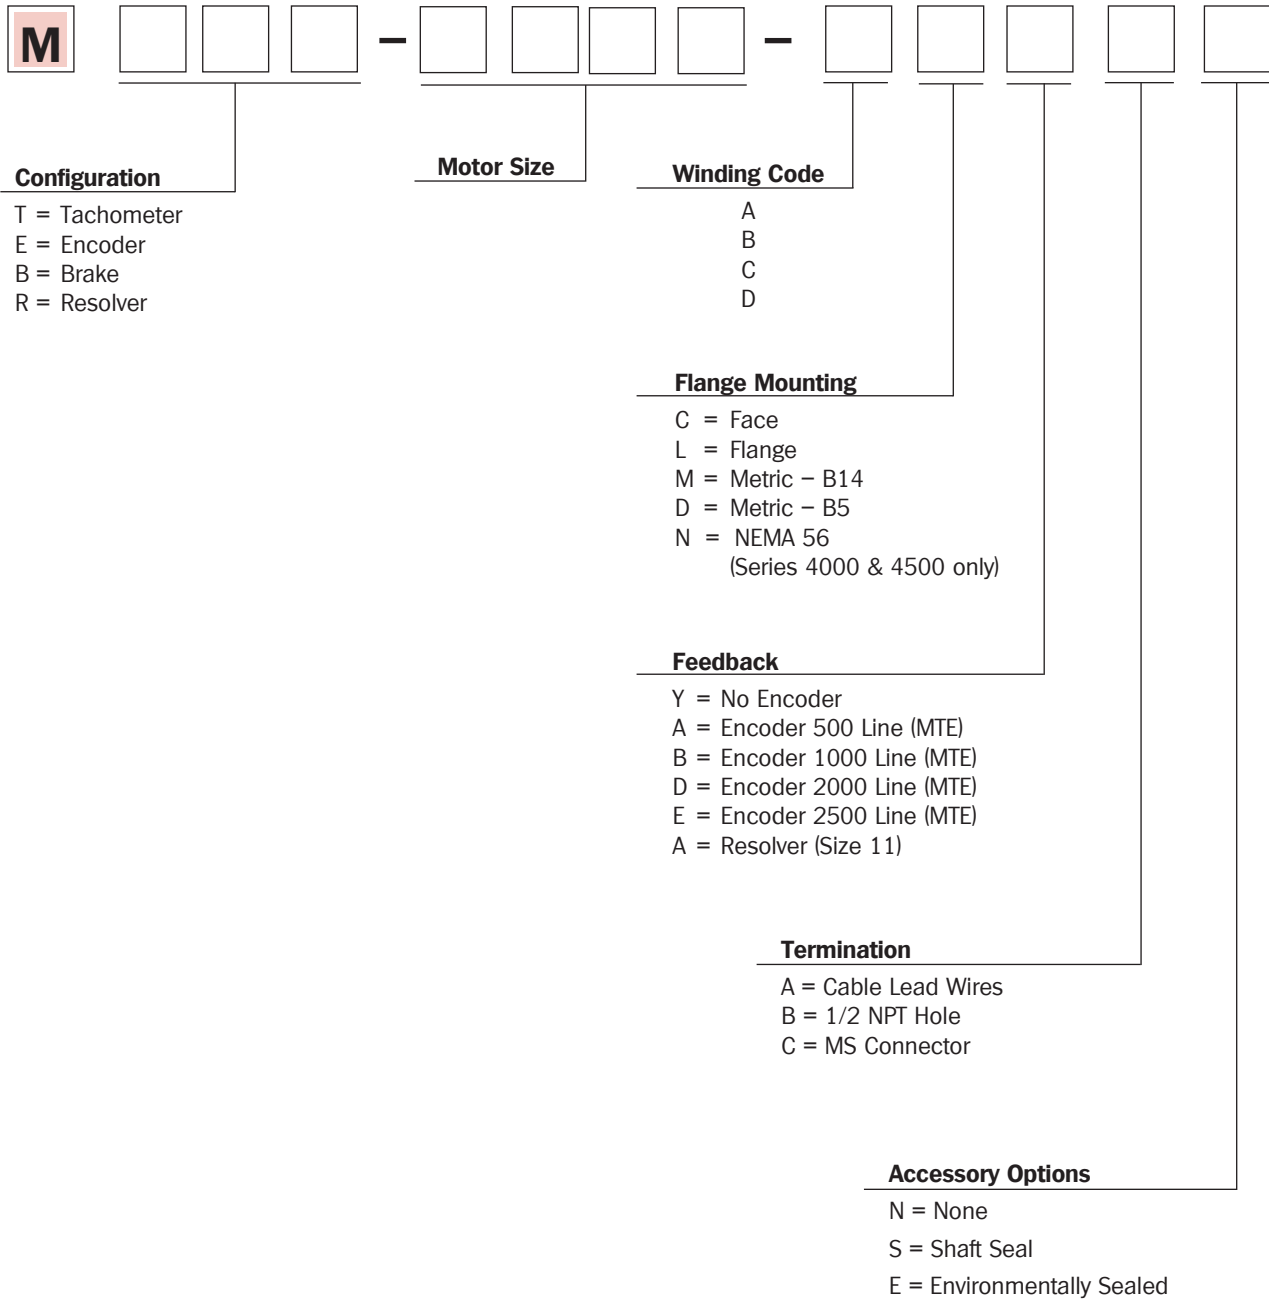 M – –
Configuration
T = Tachometer
E = Encoder
B = Brake
R = Resolver
Motor Size
Winding Code
A
B
C
D
Flange Mounting
C = Face
L = Flange
M = Metric – B14
D = Metric – B5
N = NEMA 56
(Series 4000 & 4500 only)
Feedback
Y = No Encoder
A = Encoder 500 Line (MTE)
B = Encoder 1000 Line (MTE)
D = Encoder 2000 Line (MTE)
E = Encoder 2500 Line (MTE)
A = Resolver (Size 11)
Termination
A = Cable Lead Wires
B = 1/2 NPT Hole
C = MS Connector
Accessory Options
N = None
S = Shaft Seal
E = Environmentally Sealed